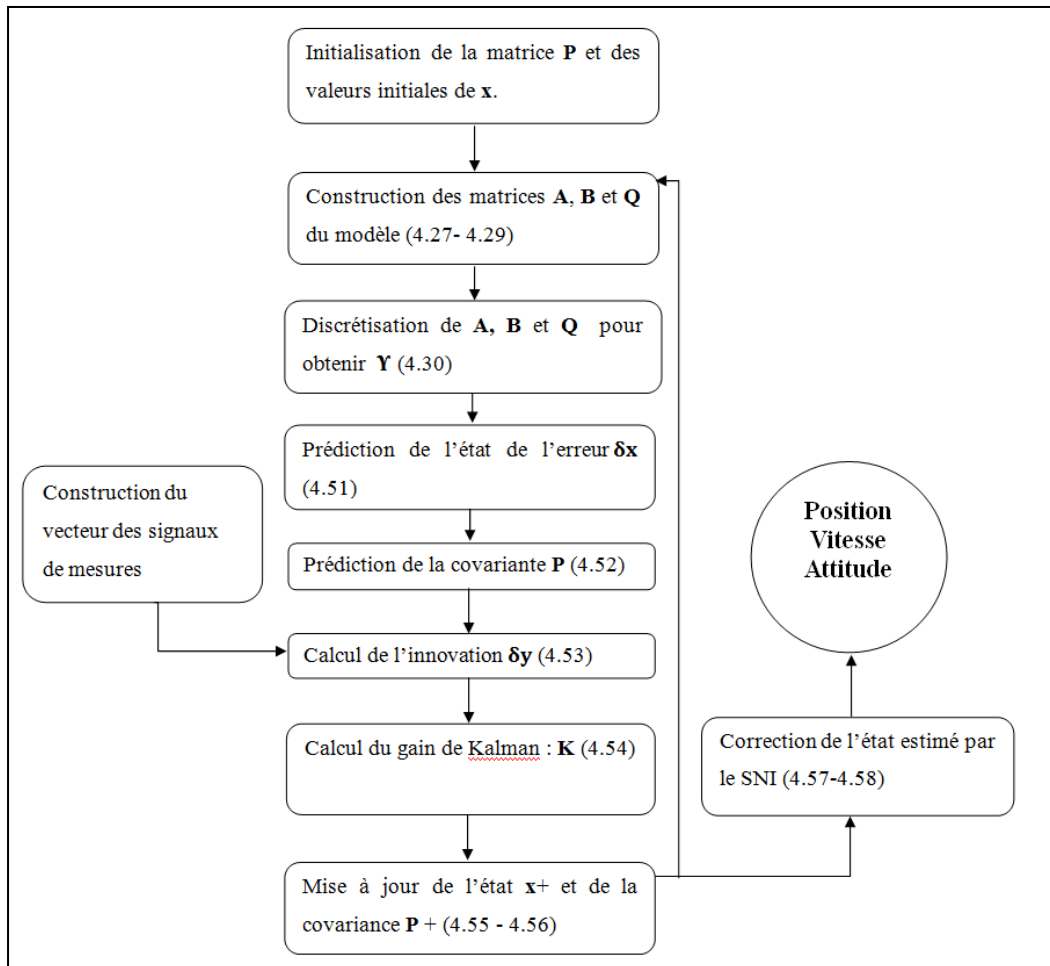 Initialisation de la matrice P et des
valeurs initiales de x.
Construction des matrices A, B et Q
du modèle (4.27- 4.29)
Discrétisation de A, B et Q pour
obtenir ϒ (4.30)
Prédiction de l’état de l’erreur δx
(4.51)
Construction du
vecteur des signaux
de mesures
Prédiction de la covariante P (4.52)
Calcul de l’innovation δy (4.53)
Calcul du gain de Kalman : K (4.54)
Mise à jour de l’état x+ et de la
covariance P + (4.55 - 4.56)
Correction de l’état estimé par
le SNI (4.57-4.58)
Position
Vitesse
Attitude